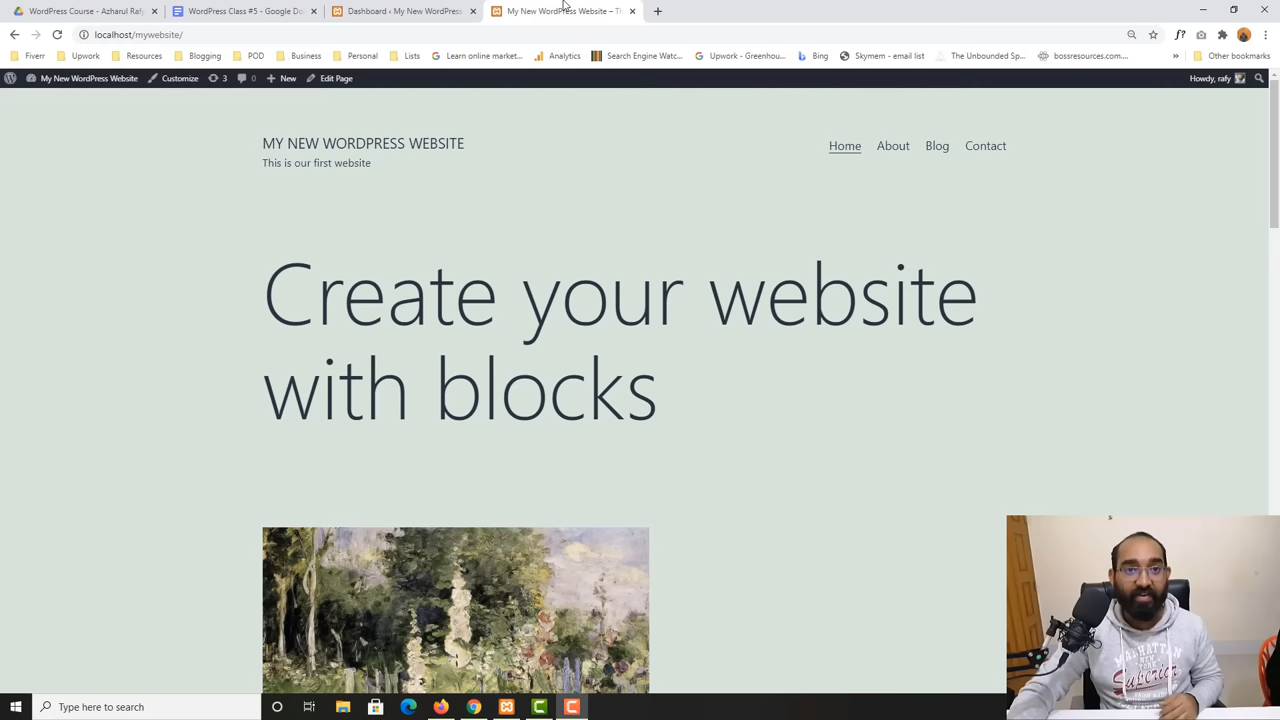 WordPress Course - Azharul Rafy
WordPress Class #5 - Google Do
Dashboard ‹ My New WordPress
My New WordPress Website – Th
localhost/mywebsite/
f?
Fiverr
Upwork
Resources
Blogging
POD
Business
Personal
Lists
Learn online market...
Analytics
Search Engine Watc...
Upwork - Greenhou...
Bing
Skymem - email list
The Unbounded Sp...
bossresources.com...
»
Other bookmarks
My New WordPress Website
Customize
3
0
New
Edit Page
Howdy, rafy
MY NEW WORDPRESS WEBSITE
This is our first website
Home
About
Blog
Contact
Create your website
with blocks
MANHATTAN
Superior
Type here to search